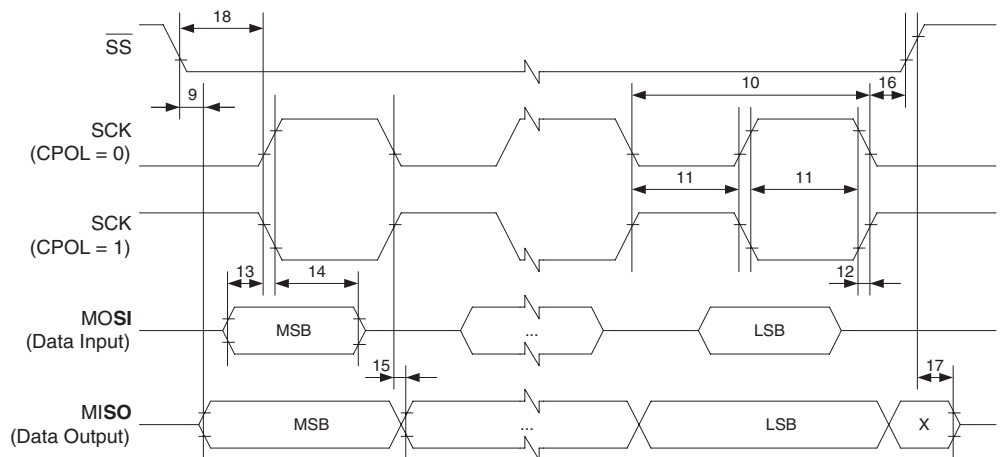 18
SS
9
10
16
SCK
(CPOL = 0)
11
11
SCK
(CPOL = 1)
12
13
14
MOSI
(Data Input)
MSB
...
LSB
15
17
MISO
(Data Output)
MSB
...
LSB
X